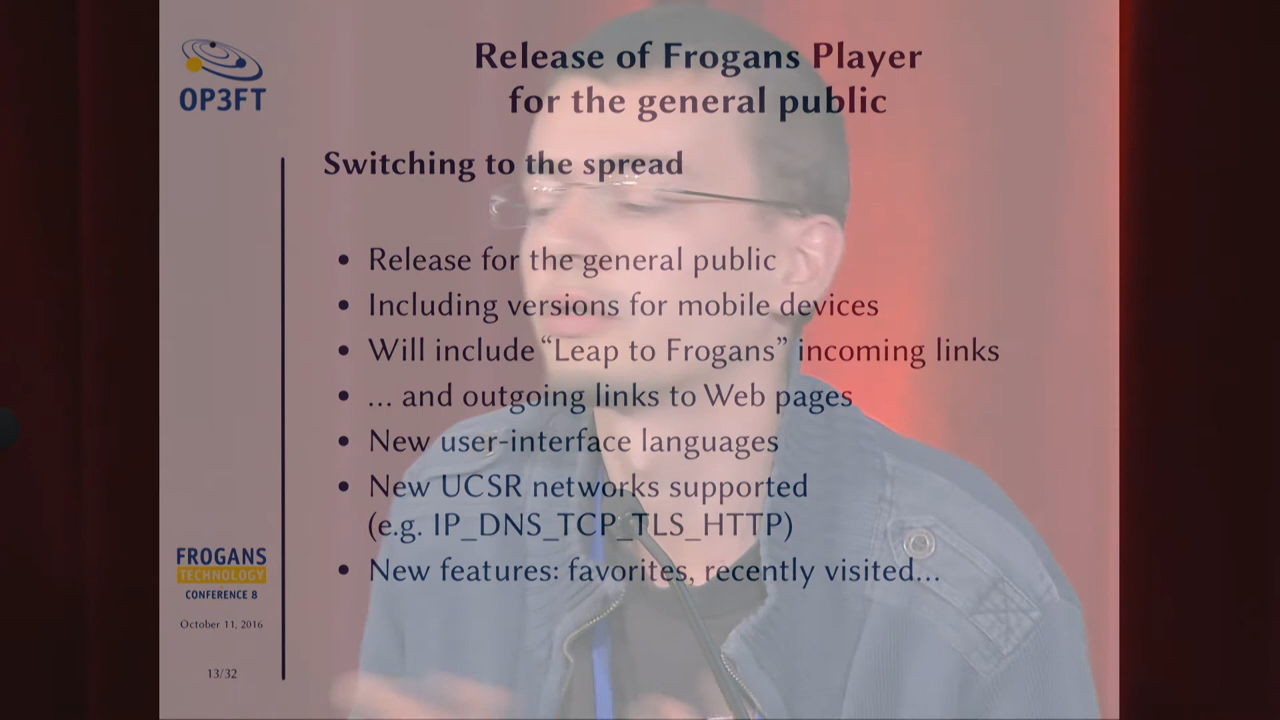 OP3FT
Release of Frogans Player
for the general public
Switching to the spread
• Release for the general public
• Including versions for mobile devices
• Will include “Leap to Frogans” incoming links
• ... and outgoing links to Web pages
• New user-interface languages
• New UCSR networks supported
(e.g. IP_DNS_TCP_TLS_HTTP)
• New features: favorites, recently visited...
FROGANS
TECHNOLOGY
CONFERENCE 8
October 11, 2016
13/32